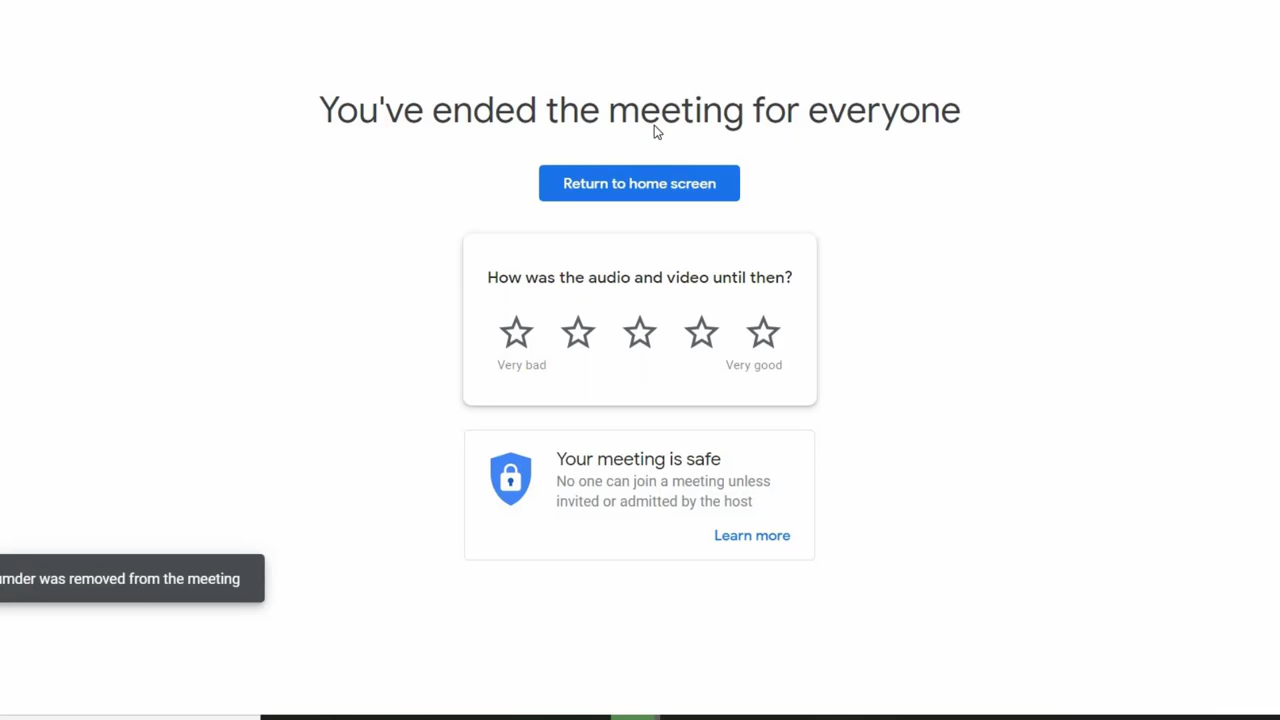 You've ended the meeting for everyone
Return to home screen
How was the audio and video until then?
Very bad
Very good
Your meeting is safe
No one can join a meeting unless
invited or admitted by the host
Learn more
was removed from the meeting